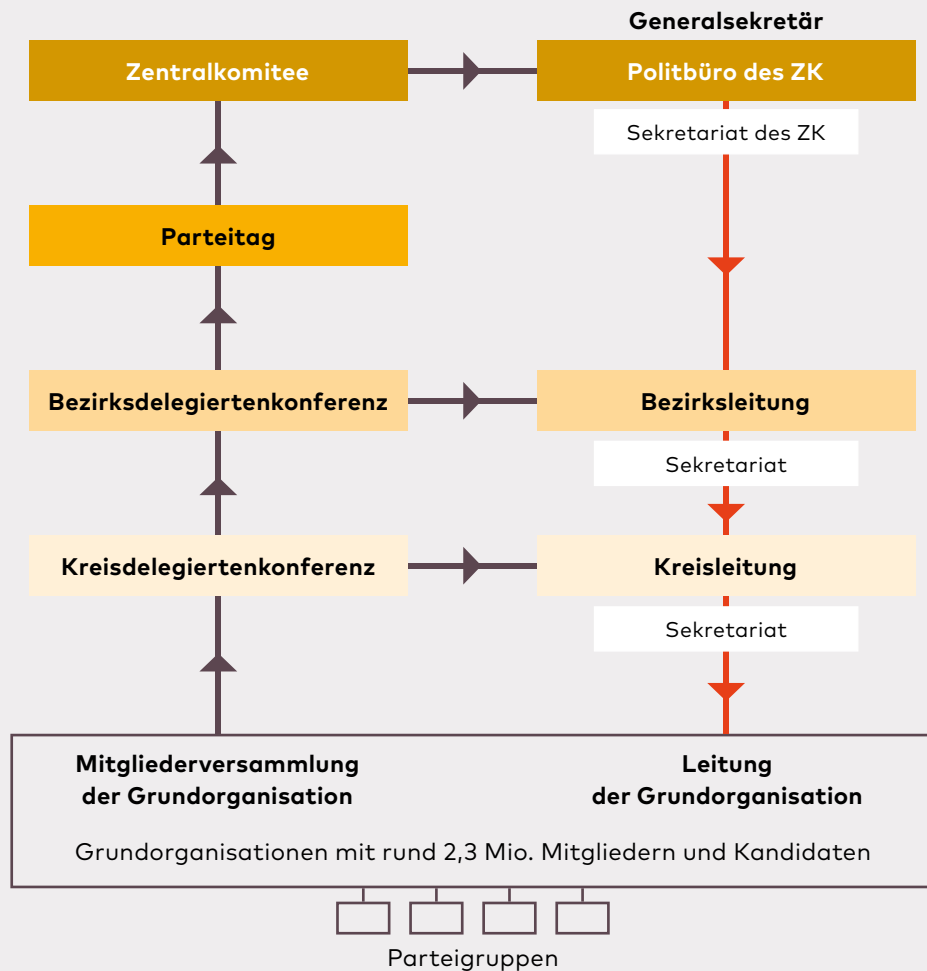 Generalsekretär
Zentralkomitee
Politbüro des ZK
Sekretariat des ZK
Parteitag
Bezirksdelegiertenkonferenz
Bezirksleitung
Sekretariat
Kreisdelegiertenkonferenz
Kreisleitung
Sekretariat
Mitgliederversammlung
der Grundorganisation
Leitung
der Grundorganisation
Grundorganisationen mit rund 2,3 Mio. Mitgliedern und Kandidaten
Parteigruppen